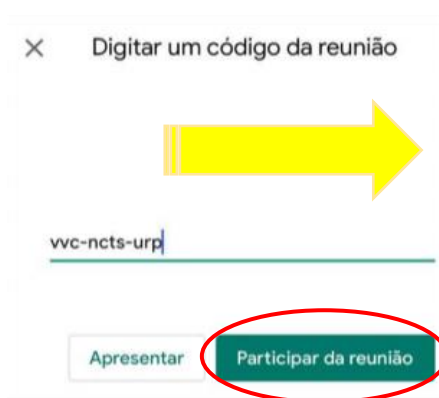 Digitar um código da reunião
vvc-ncts-urp
Apresentar Participar da reunião